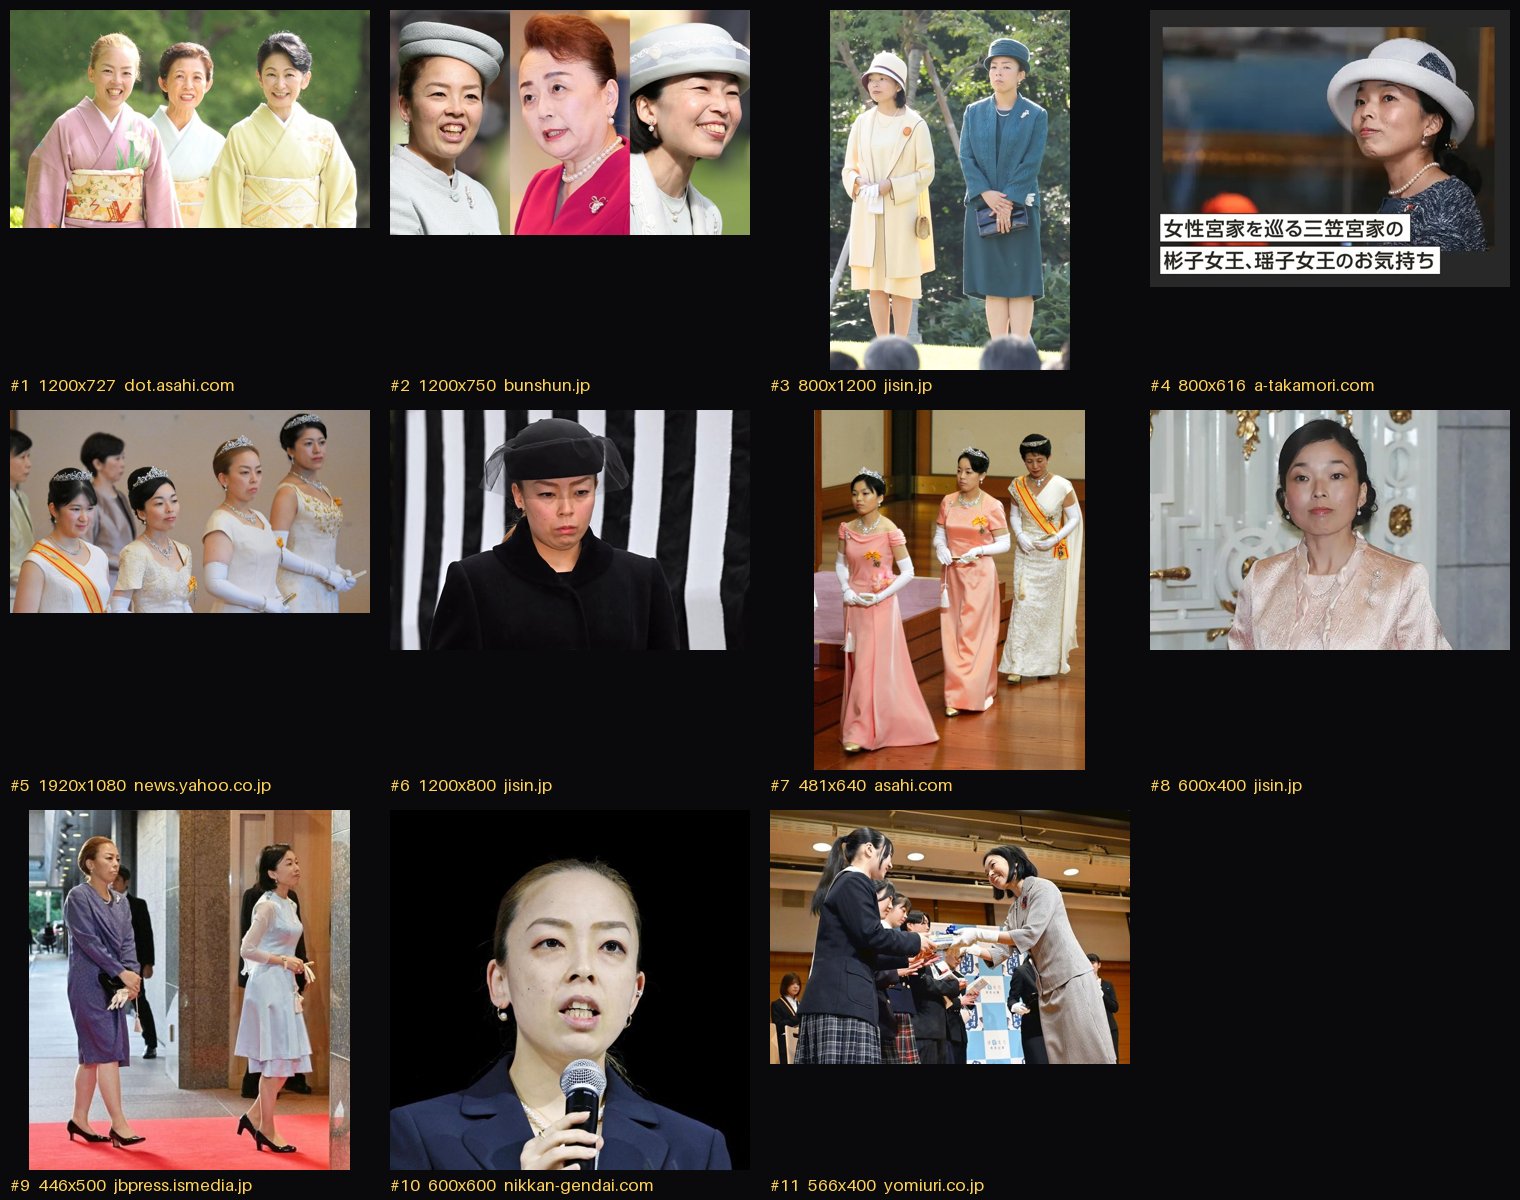 女性宮家を巡る三笠宮家の
彬子女王、瑶子女王のお気持ち
#1 1200x727 dot.asahi.com
#2 1200x750 bunshun.jp
#3 800x1200 jisin.jp
#4 800x616 a-takamori.com
#5 1920x1080 news.yahoo.co.jp
#6 1200x800 jisin.jp
#7 481x640 asahi.com
#8 600x400 jisin.jp
#9 446x500 jbpress.ismedia.jp
#10 600x600 nikkan-gendai.com
#11 566x400 yomiuri.co.jp